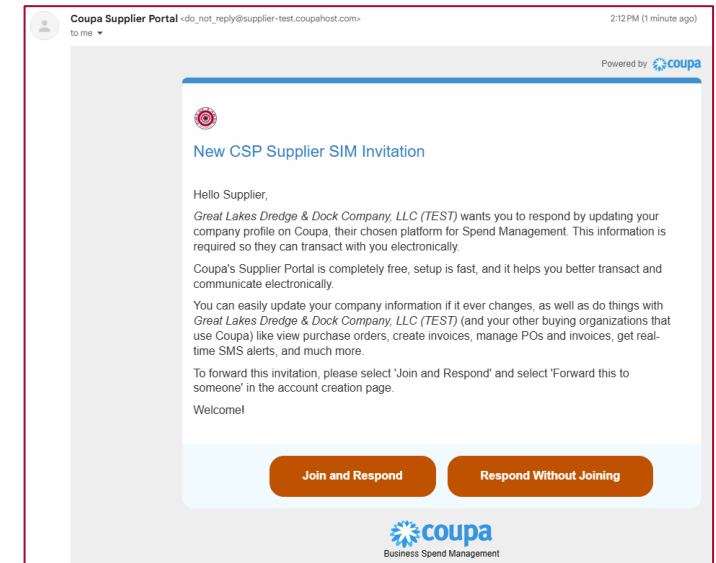 Coupa Supplier Portal <do_not_reply@supplier-test.coupahost.com>
2:12 PM (1 minute ago)
to me
Powered by coupa
New CSP Supplier SIM Invitation
Hello Supplier,
Great Lakes Dredge & Dock Company, LLC (TEST) wants you to respond by updating your
company profile on Coupa, their chosen platform for Spend Management. This information is
required so they can transact with you electronically.
Coupa's Supplier Portal is completely free, setup is fast, and it helps you better transact and
communicate electronically.
You can easily update your company information if it ever changes, as well as do things with
Great Lakes Dredge & Dock Company, LLC (TEST) (and your other buying organizations that
use Coupa) like view purchase orders, create invoices, manage POs and invoices, get real-
time SMS alerts, and much more.
To forward this invitation, please select 'Join and Respond' and select 'Forward this to
someone' in the account creation page.
Welcome!
Join and Respond
Respond Without Joining
coupa
Business Spend Management